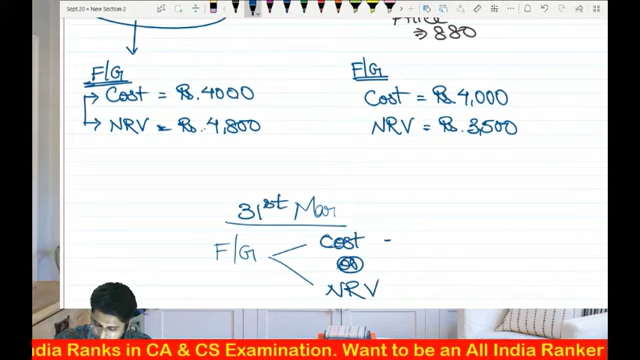 Sept 20 • New Section 2
Price
⇒ 880
F/G
Cost = Rs. 4000
NRV = Rs. 4,800
F/G
Cost = Rs. 4,000
NRV = Rs. 3,500
31st Mar
F/G
Cost -
or
NRV
ndia Ranks in CA & CS Examination. Want to be an All India Ranker